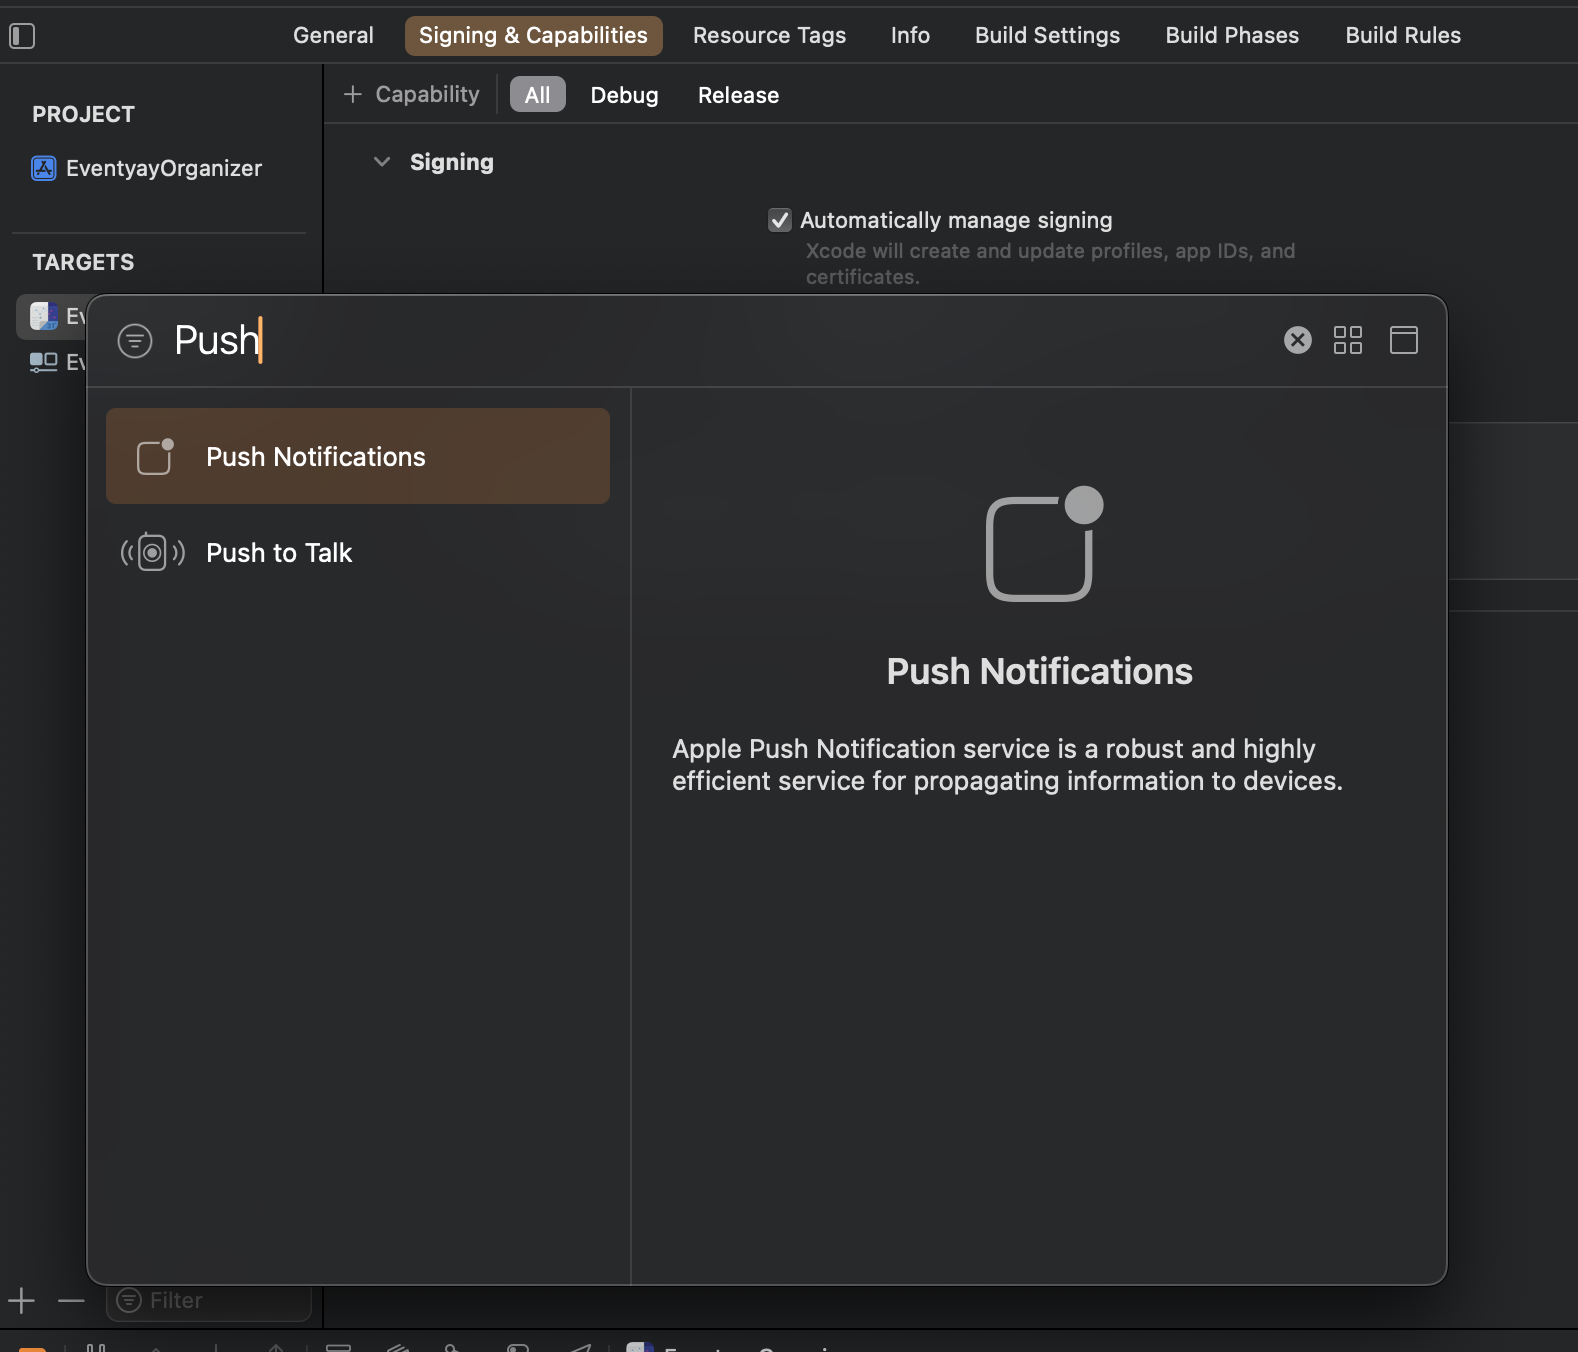 General Signing & Capabilities Resource Tags Info Build Settings Build Phases Build Rules
+ Capability All Debug Release
PROJECT
EventyayOrganizer
Signing
Automatically manage signing
Xcode will create and update profiles, app IDs, and
certificates.
TARGETS
Ev
Ev
Push
Push Notifications
Push to Talk
Push Notifications
Apple Push Notification service is a robust and highly
efficient service for propagating information to devices.
Filter